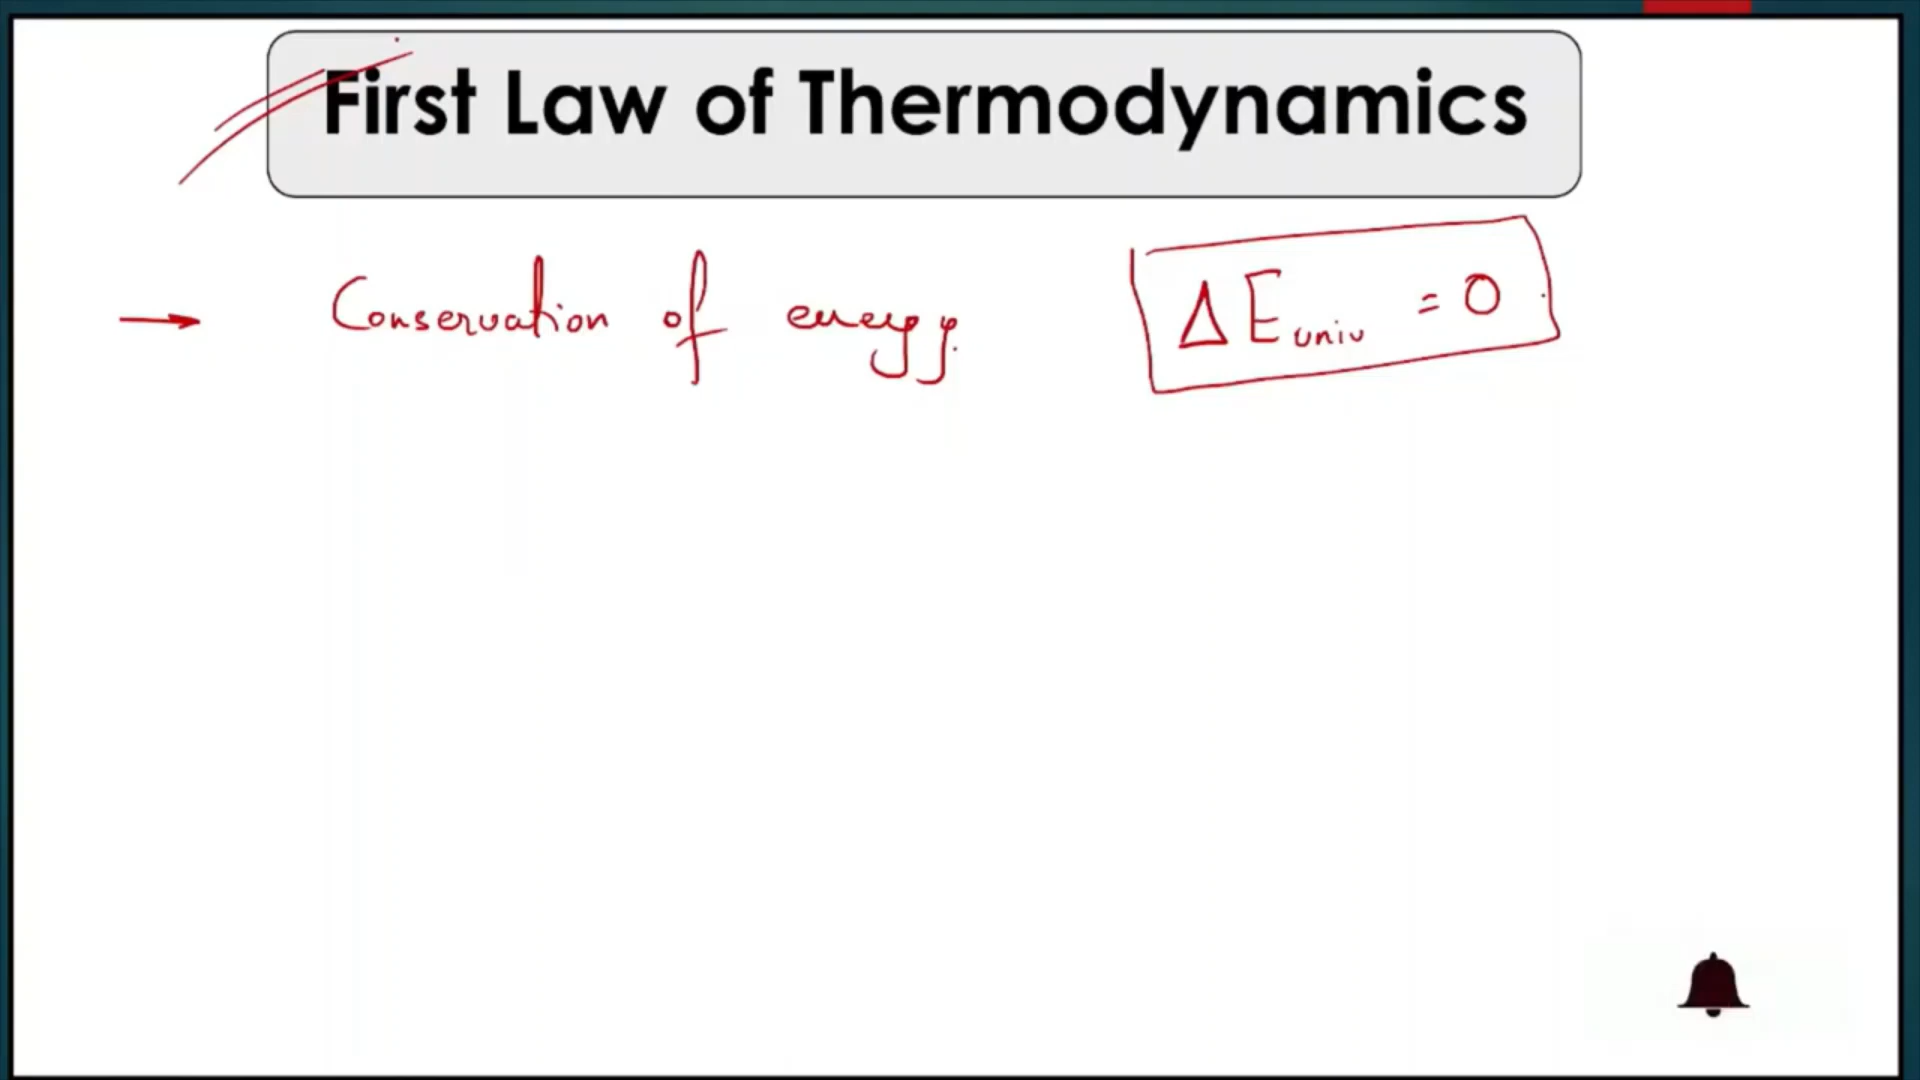 First Law of Thermodynamics
→ Conservation of energy.
ΔE univ = 0